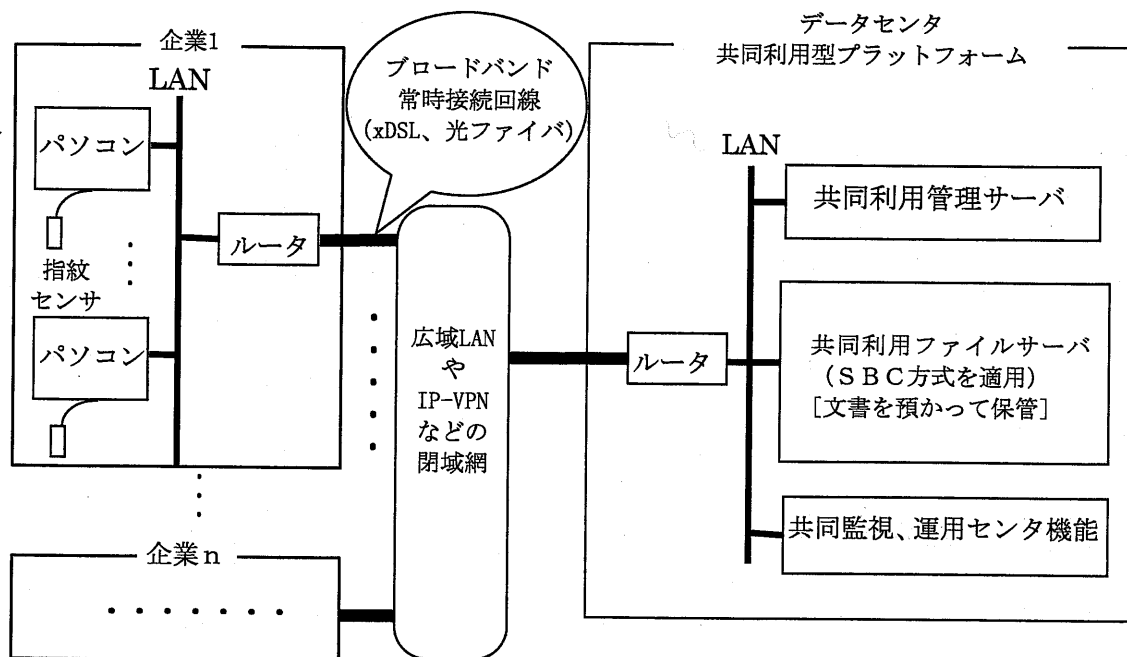 企業1
LAN
パソコン
指紋
センサ
パソコン
ルータ
ブロードバンド
常時接続回線
(xDSL、光ファイバ)
広域LAN
や
IP-VPN
などの
閉域網
企業n
データセンタ
共同利用型プラットフォーム
LAN
ルータ
共同利用管理サーバ
共同利用ファイルサーバ
(SBC方式を適用)
[文書を預かって保管]
共同監視、運用センタ機能